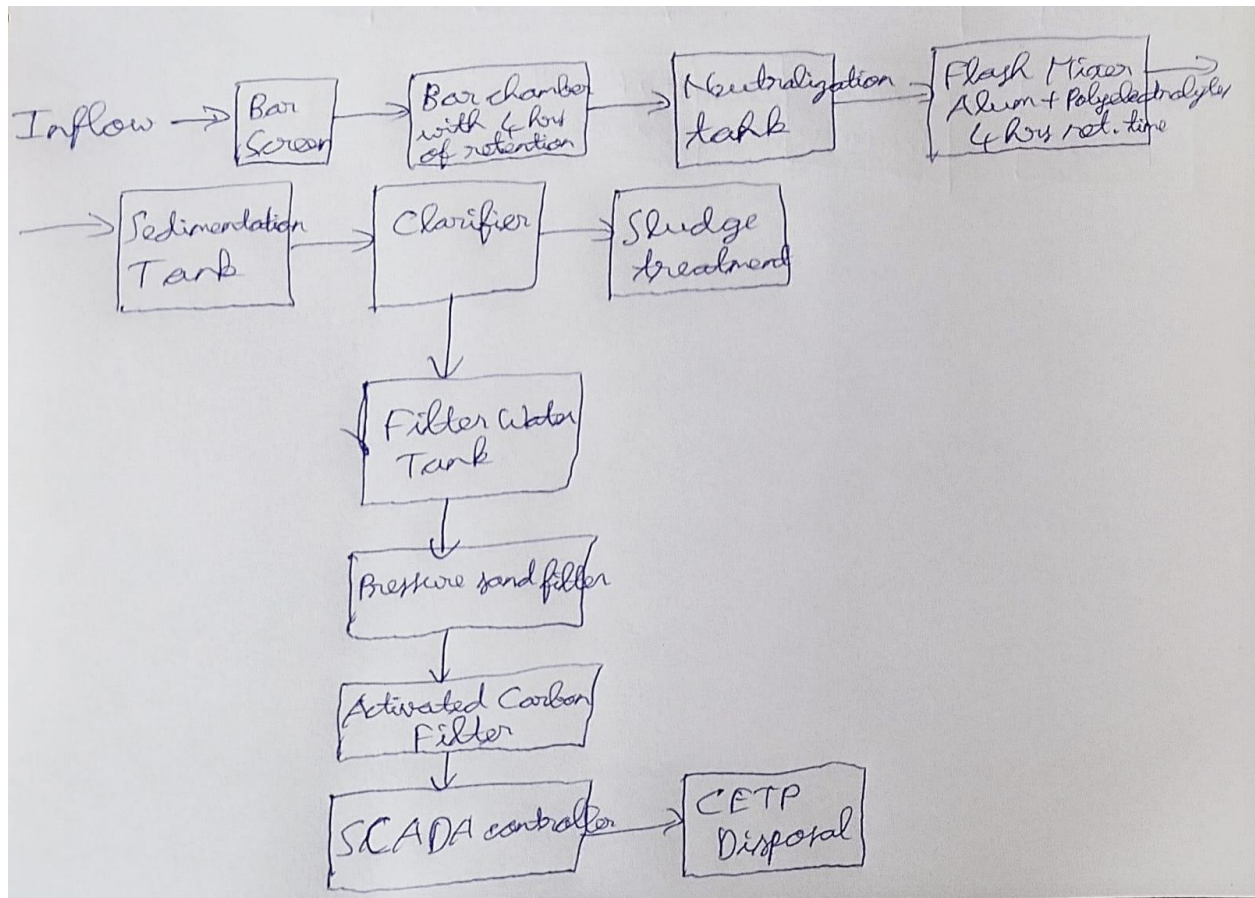 Inflow
Bar
Screen
Bar chamber
with 4 hrs
of retention
Neutralization
tank
Flash Mixer
Alum + Polyelectrolyte
4 hrs ret. time
Sedimendation
Tank
Clarifier
Sludge
treatment
Filter Water
Tank
Pressure sand filter
Activated Carbon
Filter
SCADA controller
CETP
Disposal